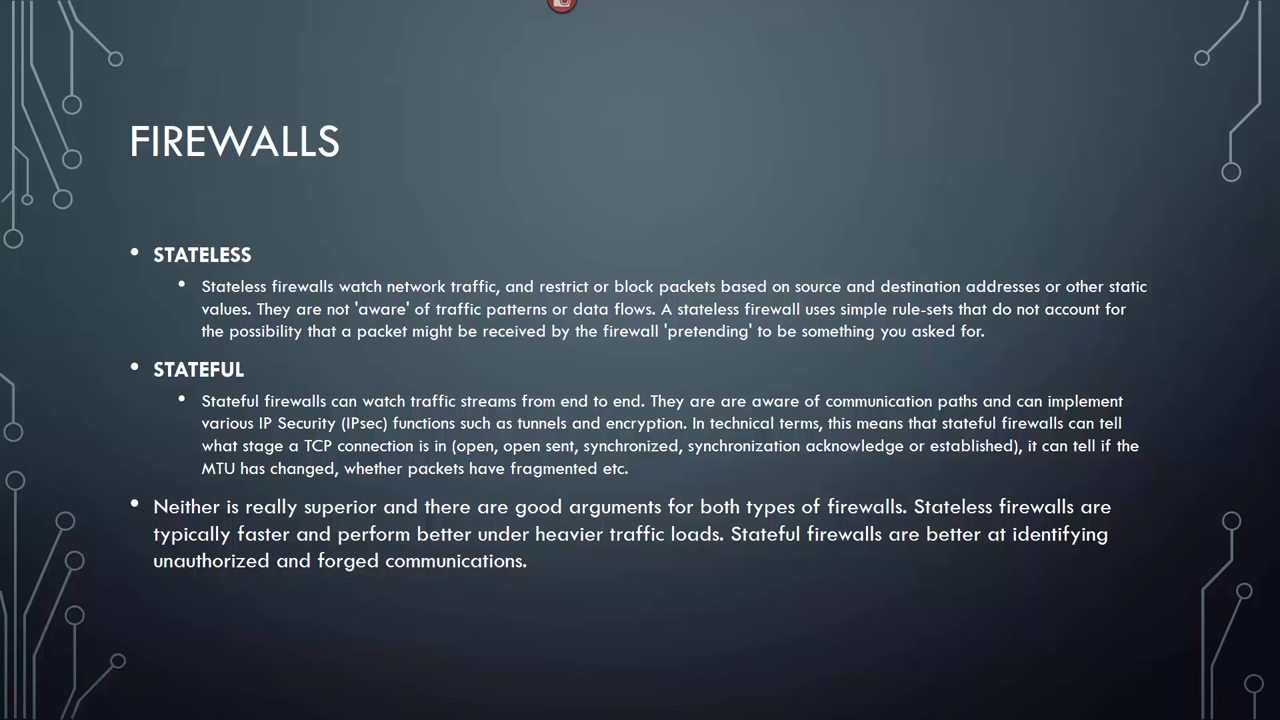 FIREWALLS
• STATELESS
• Stateless firewalls watch network traffic, and restrict or block packets based on source and destination addresses or other static
values. They are not 'aware' of traffic patterns or data flows. A stateless firewall uses simple rule-sets that do not account for
the possibility that a packet might be received by the firewall 'pretending' to be something you asked for.
• STATEFUL
• Stateful firewalls can watch traffic streams from end to end. They are are aware of communication paths and can implement
various IP Security (IPsec) functions such as tunnels and encryption. In technical terms, this means that stateful firewalls can tell
what stage a TCP connection is in (open, open sent, synchronized, synchronization acknowledge or established), it can tell if the
MTU has changed, whether packets have fragmented etc.
• Neither is really superior and there are good arguments for both types of firewalls. Stateless firewalls are
typically faster and perform better under heavier traffic loads. Stateful firewalls are better at identifying
unauthorized and forged communications.